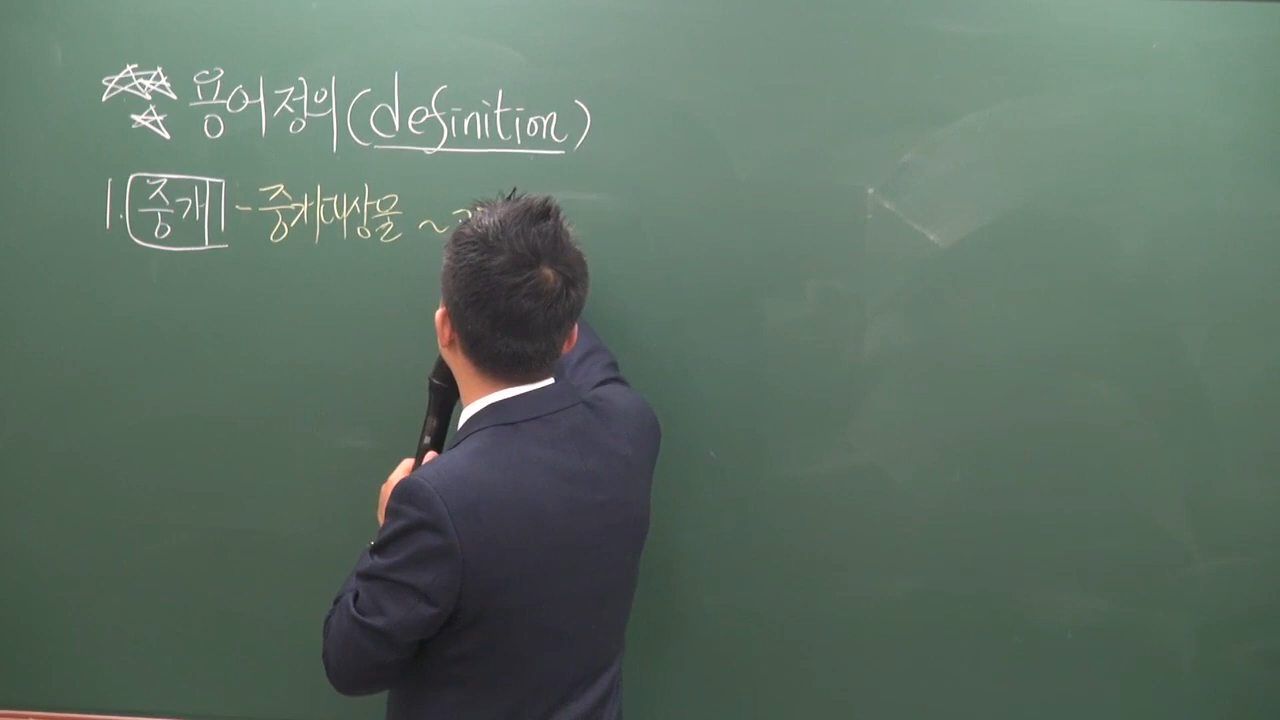 용어정의(definition)
1. 중개 - 중개대상물 ~